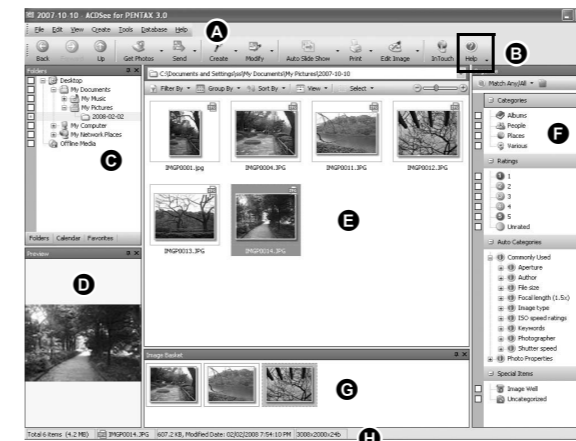 2007-10-10 - ACDSee for PENTAX 3.0
File Edit View Create Tools Database Help
A
Back
Up
Get Photos
Send
Create
Modify
Auto Slide Show
Print
Edit Image
InTouch
Help
B
Folders
Desktop
My Documents
My Music
My Pictures
2008-02-02
My Computer
My Network Places
Offline Media
C
Folders Calendar Favorites
Preview
D
C:\Documents and Settings\jss\My Documents\My Pictures\2007-10-10
Filter By Group By Sort By View Select
IMGP0001.jpg
IMGP0004.JPG
IMGP0011.JPG
IMGP0012.JPG
IMGP0013.JPG
IMGP0014.JPG
E
Image Basket
G
Match Any/All
Categories
Albums
People
Places
Various
F
Ratings
1
2
3
4
5
Unrated
Auto Categories
Commonly Used
Aperture
Author
File size
Focal length (1.5x)
Image type
ISO speed ratings
Keywords
Photographer
Shutter speed
Photo Properties
Special Items
Image Well
Uncategorized
Total 6 items (4.2 MB) IMGP0014.JPG 607.2 KB, Modified Date: 02/02/2008 7:54:10 PM 3008x2000x24b
H